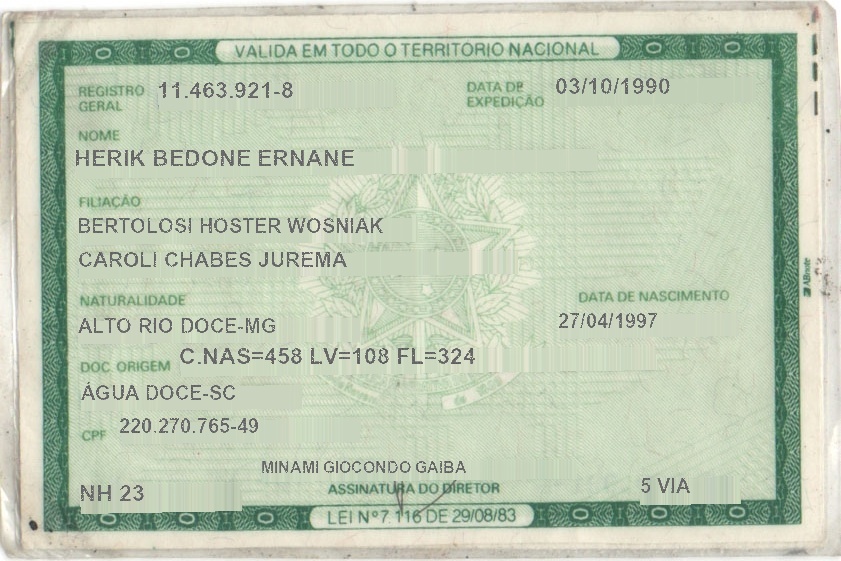 VALIDA EM TODO O TERRITORIO NACIONAL
REGISTRO GERAL 11.463.921-8 DATA DE EXPEDIÇÃO 03/10/1990
NOME
HERIK BEDONE ERNANE
FILIAÇÃO
BERTOLOSI HOSTER WOSNIAK
CAROLI CHABES JUREMA
NATURALIDADE DATA DE NASCIMENTO
ALTO RIO DOCE-MG 27/04/1997
DOC. ORIGEM C.NAS=458 LV=108 FL=324
ÁGUA DOCE-SC
CPF 220.270.765-49
MINAMI GIOCONDO GAIBA
NH 23 ASSINATURA DO DIRETOR 5 VIA
LEI Nº 7.116 DE 29/08/83
ABnote